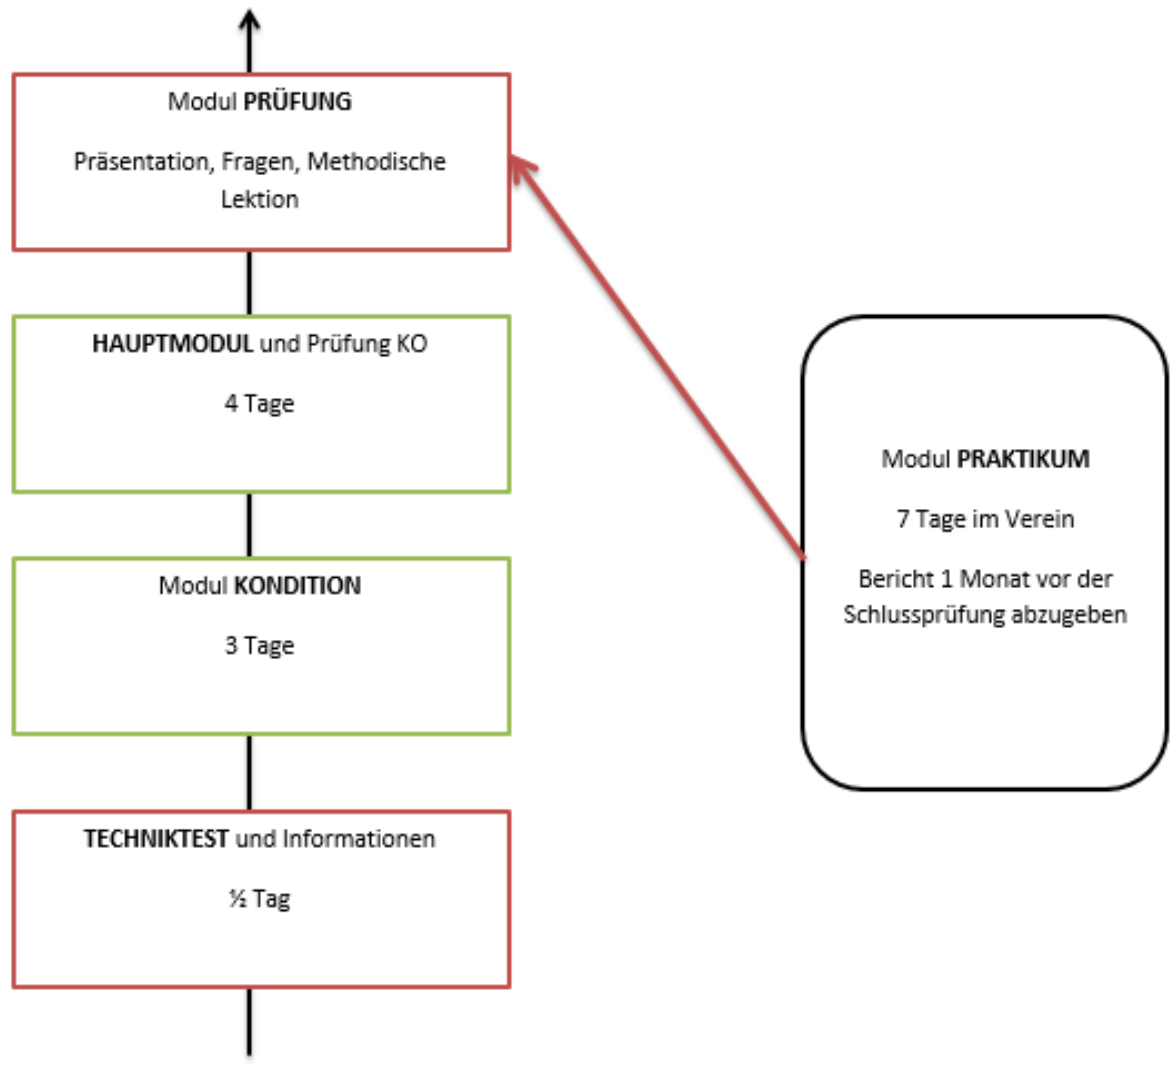 Modul PRÜFUNG
Präsentation, Fragen, Methodische
Lektion
HAUPTMODUL und Prüfung KO
4 Tage
Modul KONDITION
3 Tage
TECHNIKTEST und Informationen
½ Tag
Modul PRAKTIKUM
7 Tage im Verein
Bericht 1 Monat vor der
Schlussprüfung abzugeben